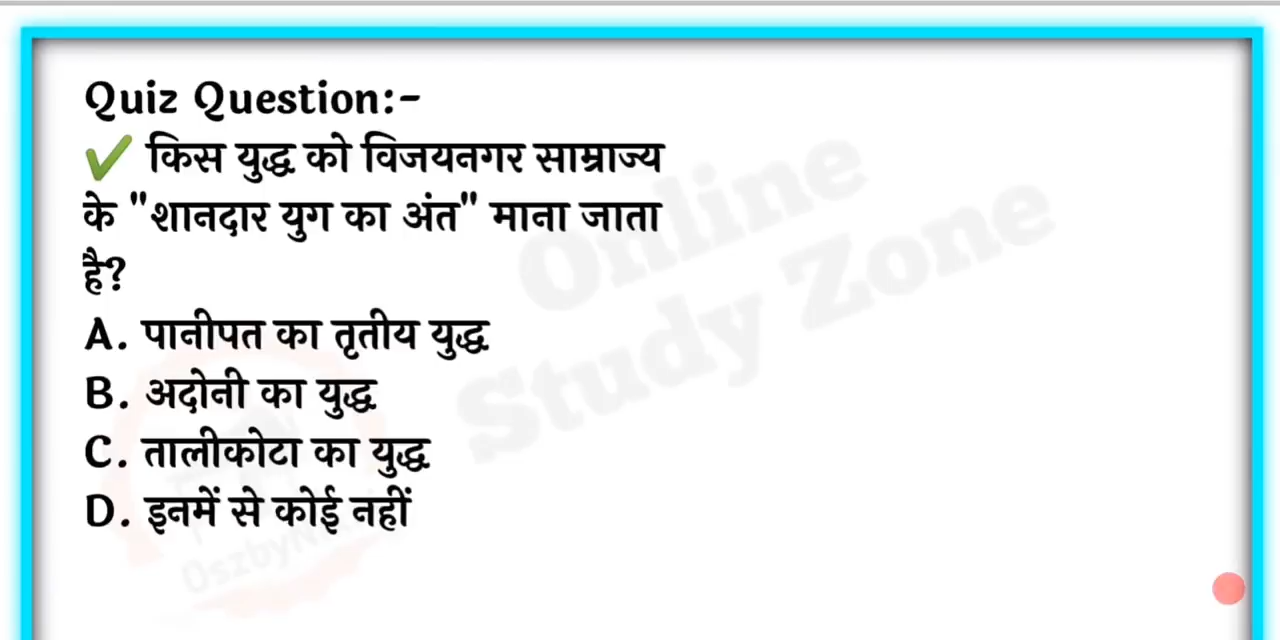 Quiz Question:-
✔ किस युद्ध को विजयनगर साम्राज्य
के "शानदार युग का अंत" माना जाता
है?
A. पानीपत का तृतीय युद्ध
B. अदोनी का युद्ध
C. तालीकोटा का युद्ध
D. इनमें से कोई नहीं
Online
Study Zone